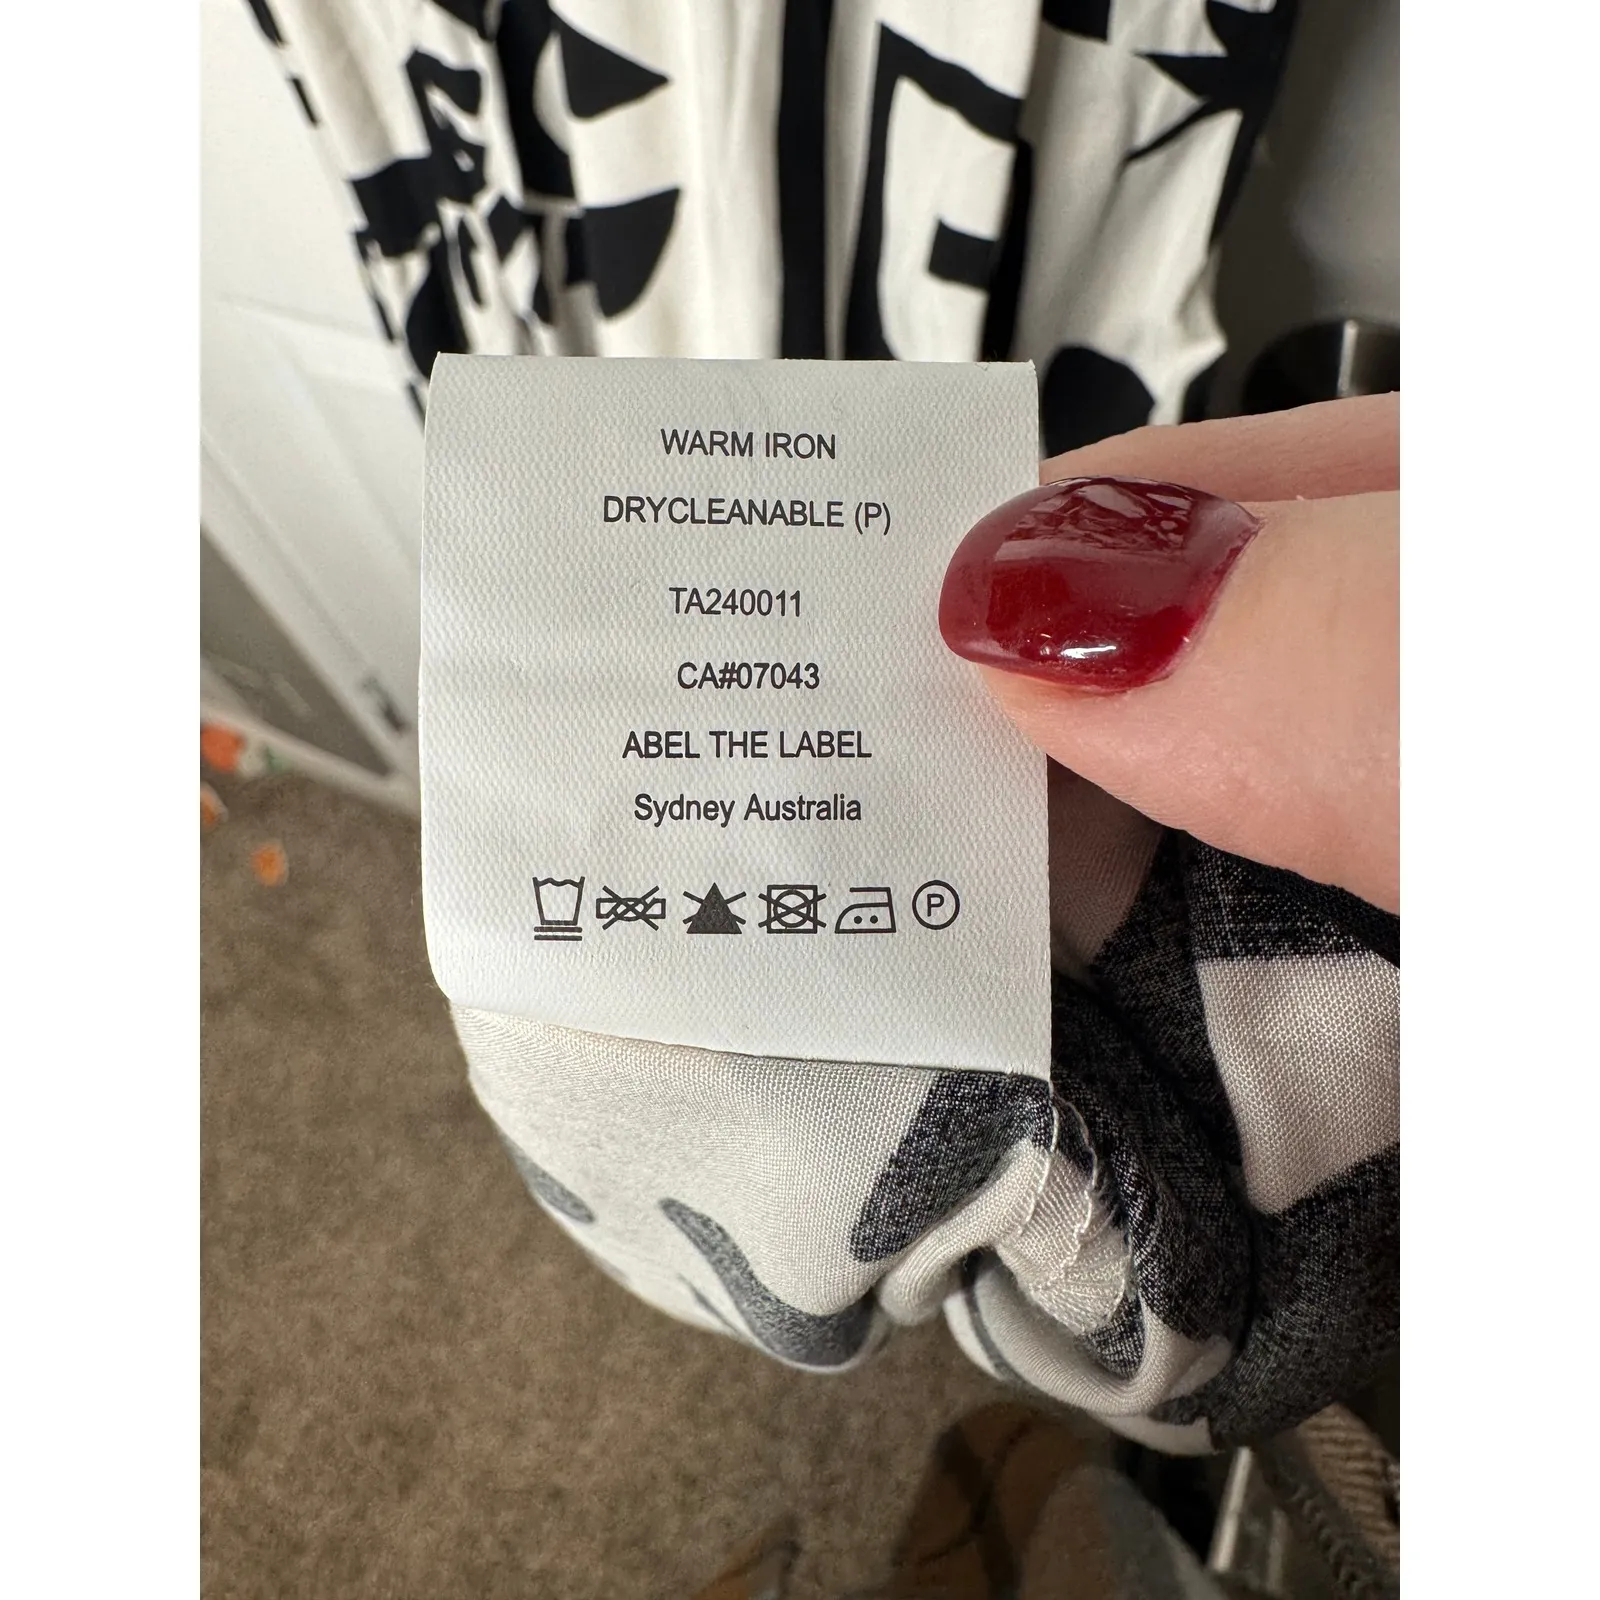 WARM IRON
DRYCLEANABLE (P)
TA240011
CA#07043
ABEL THE LABEL
Sydney Australia
P